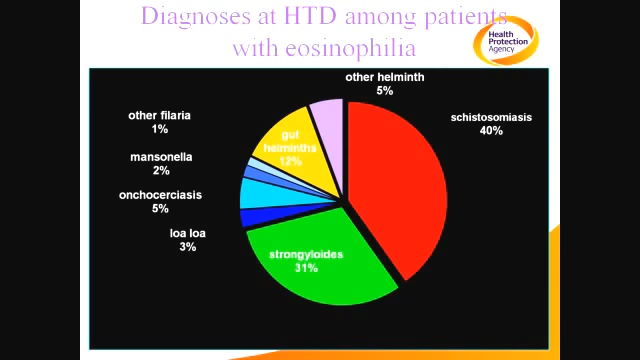 Diagnoses at HTD among patients
with eosinophilia
Health
Protection
Agency
other helminth
5%
schistosomiasis
40%
other filaria
1%
gut
helminths
12%
mansonella
2%
onchocerciasis
5%
loa loa
3%
strongyloides
31%